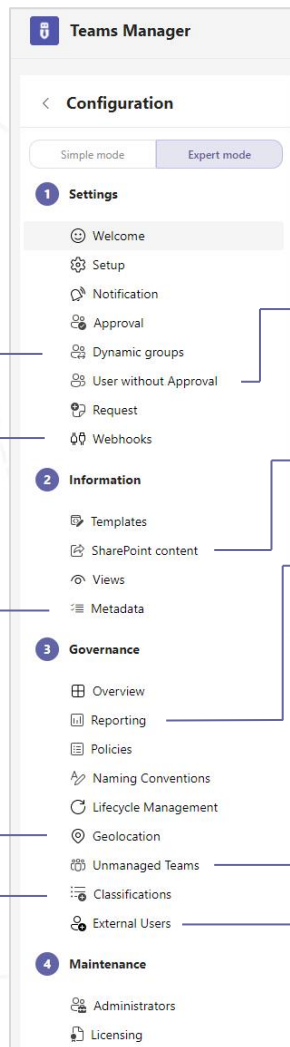 Teams Manager
Configuration
Simple mode Expert mode
1 Settings
Welcome
Setup
Notification
Approval
Dynamic groups
User without Approval
Request
Webhooks
2 Information
Templates
SharePoint content
Views
Metadata
3 Governance
Overview
Reporting
Policies
Naming Conventions
Lifecycle Management
Geolocation
Unmanaged Teams
Classifications
External Users
4 Maintenance
Administrators
Licensing